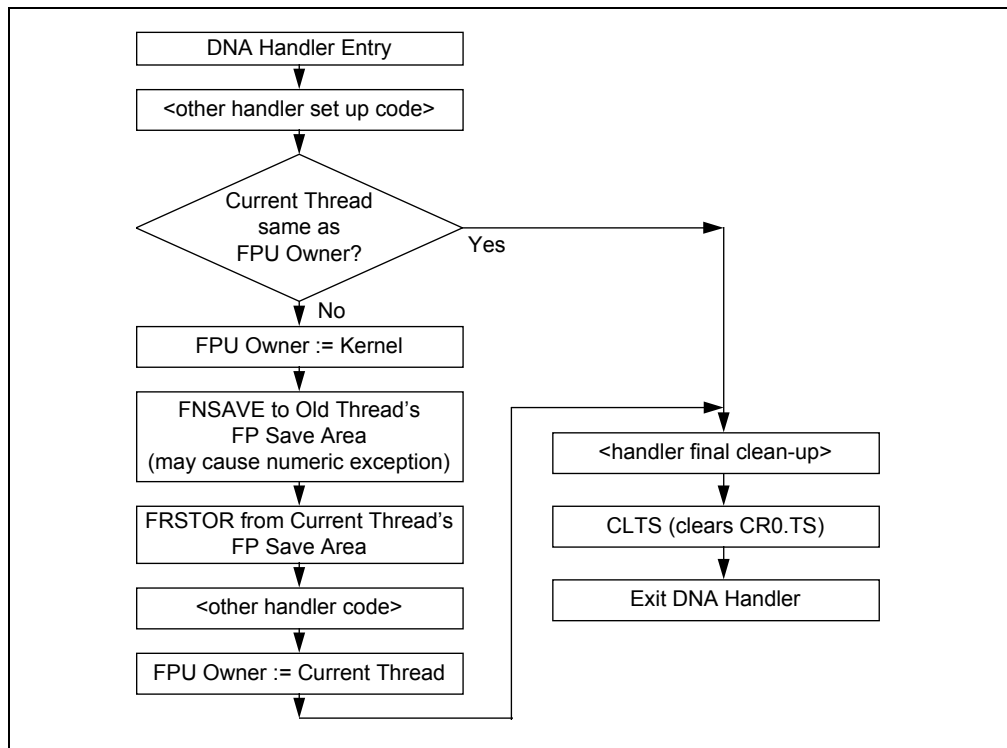 DNA Handler Entry
<other handler set up code>
Current Thread
same as
FPU Owner?
Yes
No
FPU Owner := Kernel
FNSAVE to Old Thread’s
FP Save Area
(may cause numeric exception)
FRSTOR from Current Thread’s
FP Save Area
<other handler code>
FPU Owner := Current Thread
<handler final clean-up>
CLTS (clears CR0.TS)
Exit DNA Handler